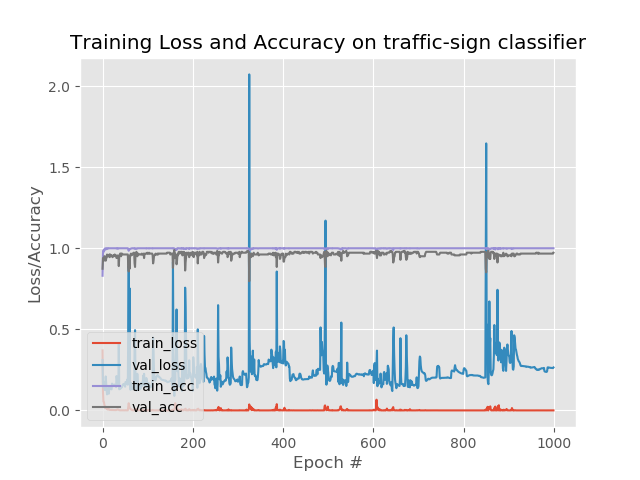 Training Loss and Accuracy on traffic-sign classifier
2.0
1.5
1.0
0.5
0.0
Loss/Accuracy
train_loss
val_loss
train_acc
val_acc
0 200 400 600 800 1000
Epoch #